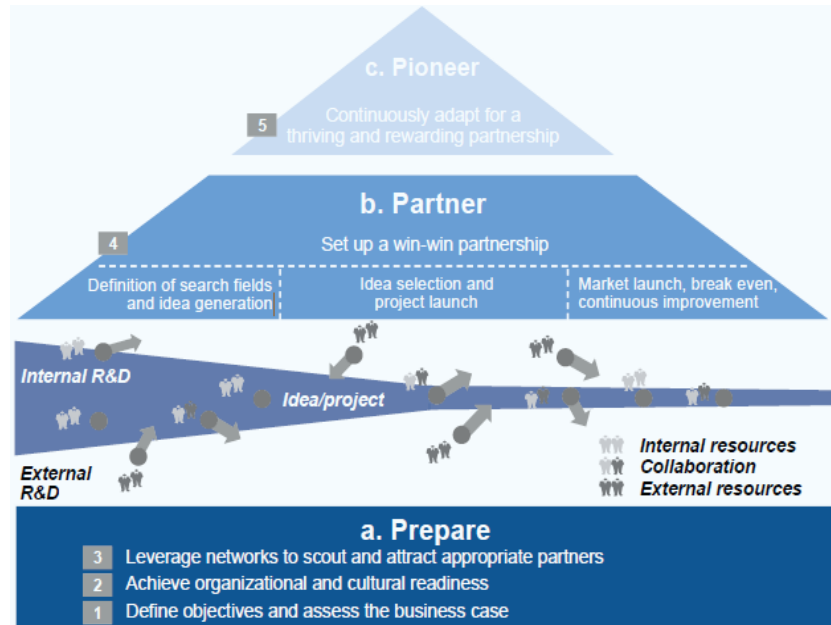 c. Pioneer
5
Continuously adapt for a
thriving and rewarding partnership
b. Partner
4
Set up a win-win partnership
Definition of search fields
and idea generation
Idea selection and
project launch
Market launch, break even,
continuous improvement
Internal R&D
Idea/project
External
R&D
Internal resources
Collaboration
External resources
a. Prepare
3 Leverage networks to scout and attract appropriate partners
2 Achieve organizational and cultural readiness
1 Define objectives and assess the business case